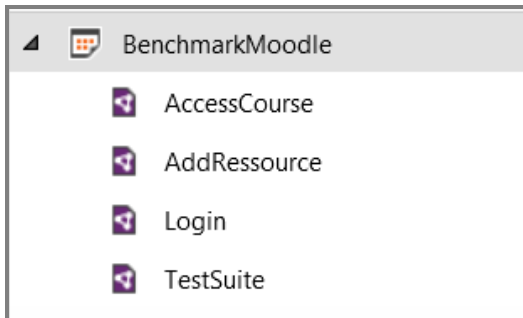 BenchmarkMoodle
AccessCourse
AddRessource
Login
TestSuite